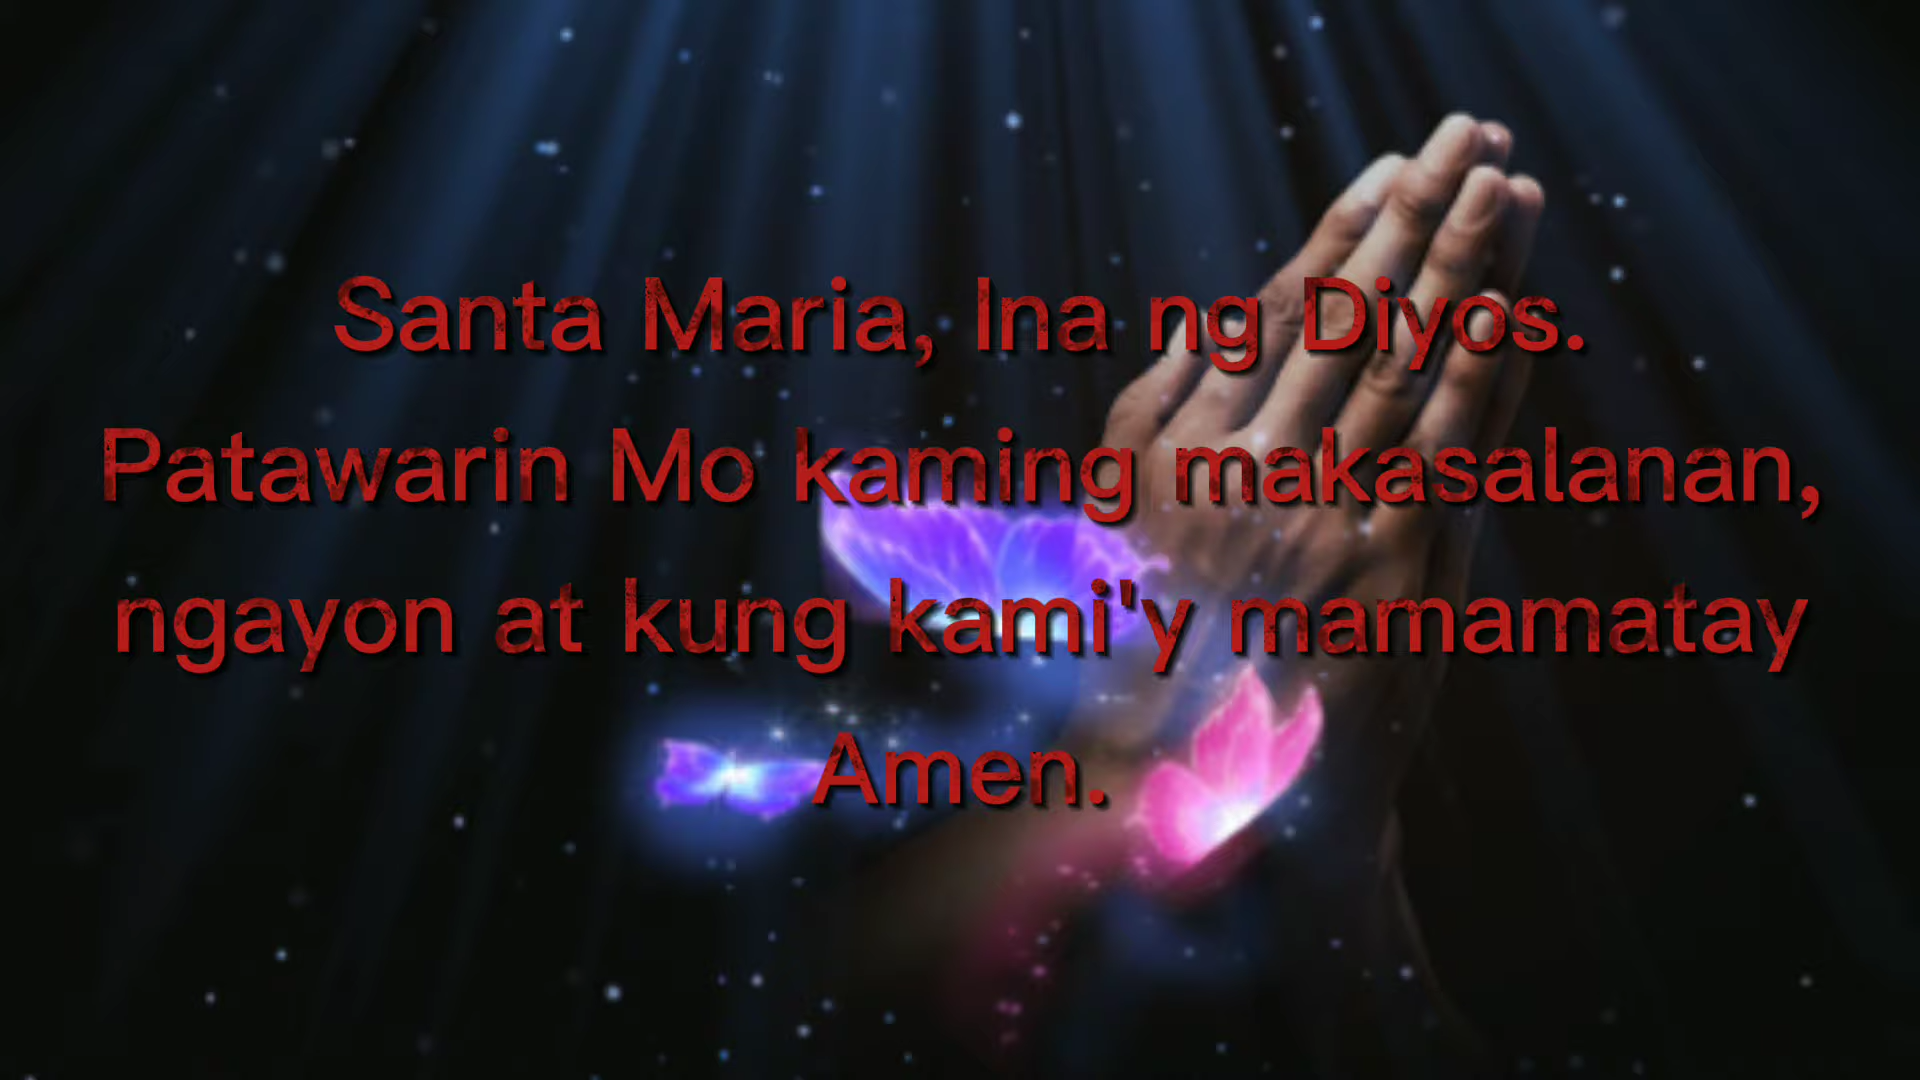 Santa Maria, Ina ng Diyos.
Patawarin Mo kaming makasalanan,
ngayon at kung kami'y mamamatay
Amen.